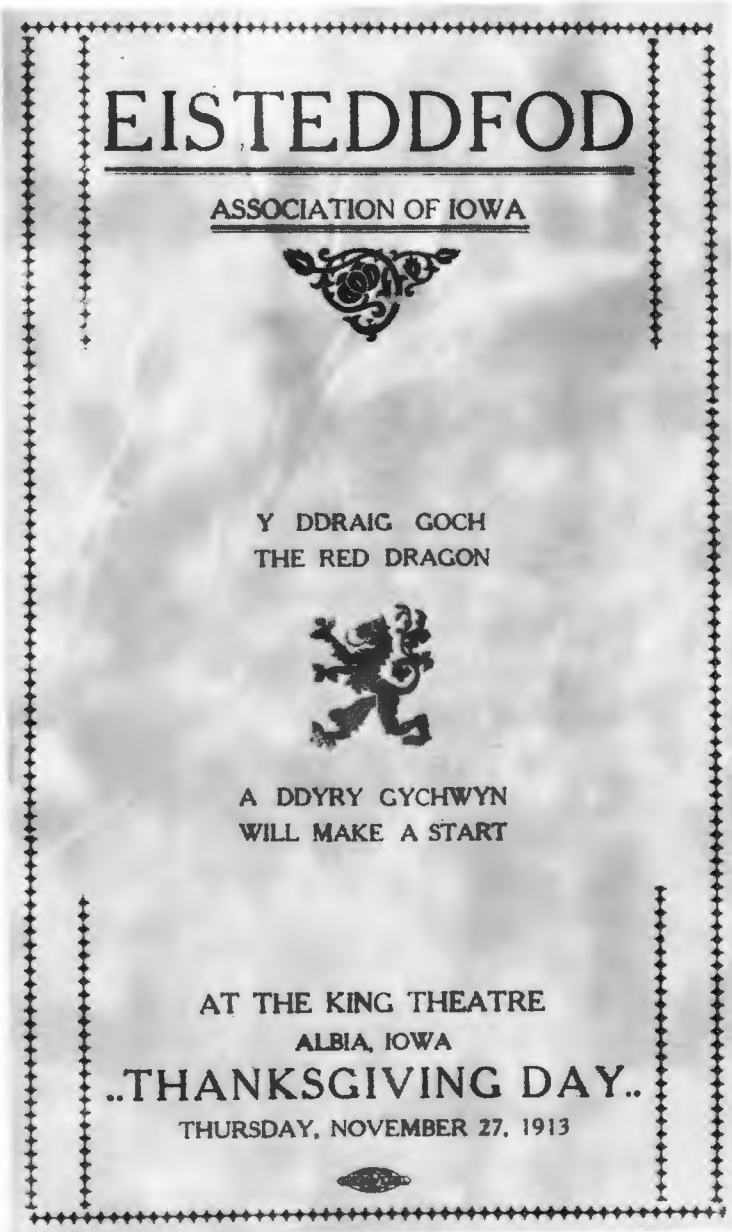 EISTEDDFOD
ASSOCIATION OF IOWA
Y DDRAIG GOCH
THE RED DRAGON
A DDYRY GYCHWYN
WILL MAKE A START
AT THE KING THEATRE
ALBIA, IOWA
..THANKSGIVING DAY..
THURSDAY, NOVEMBER 27, 1913